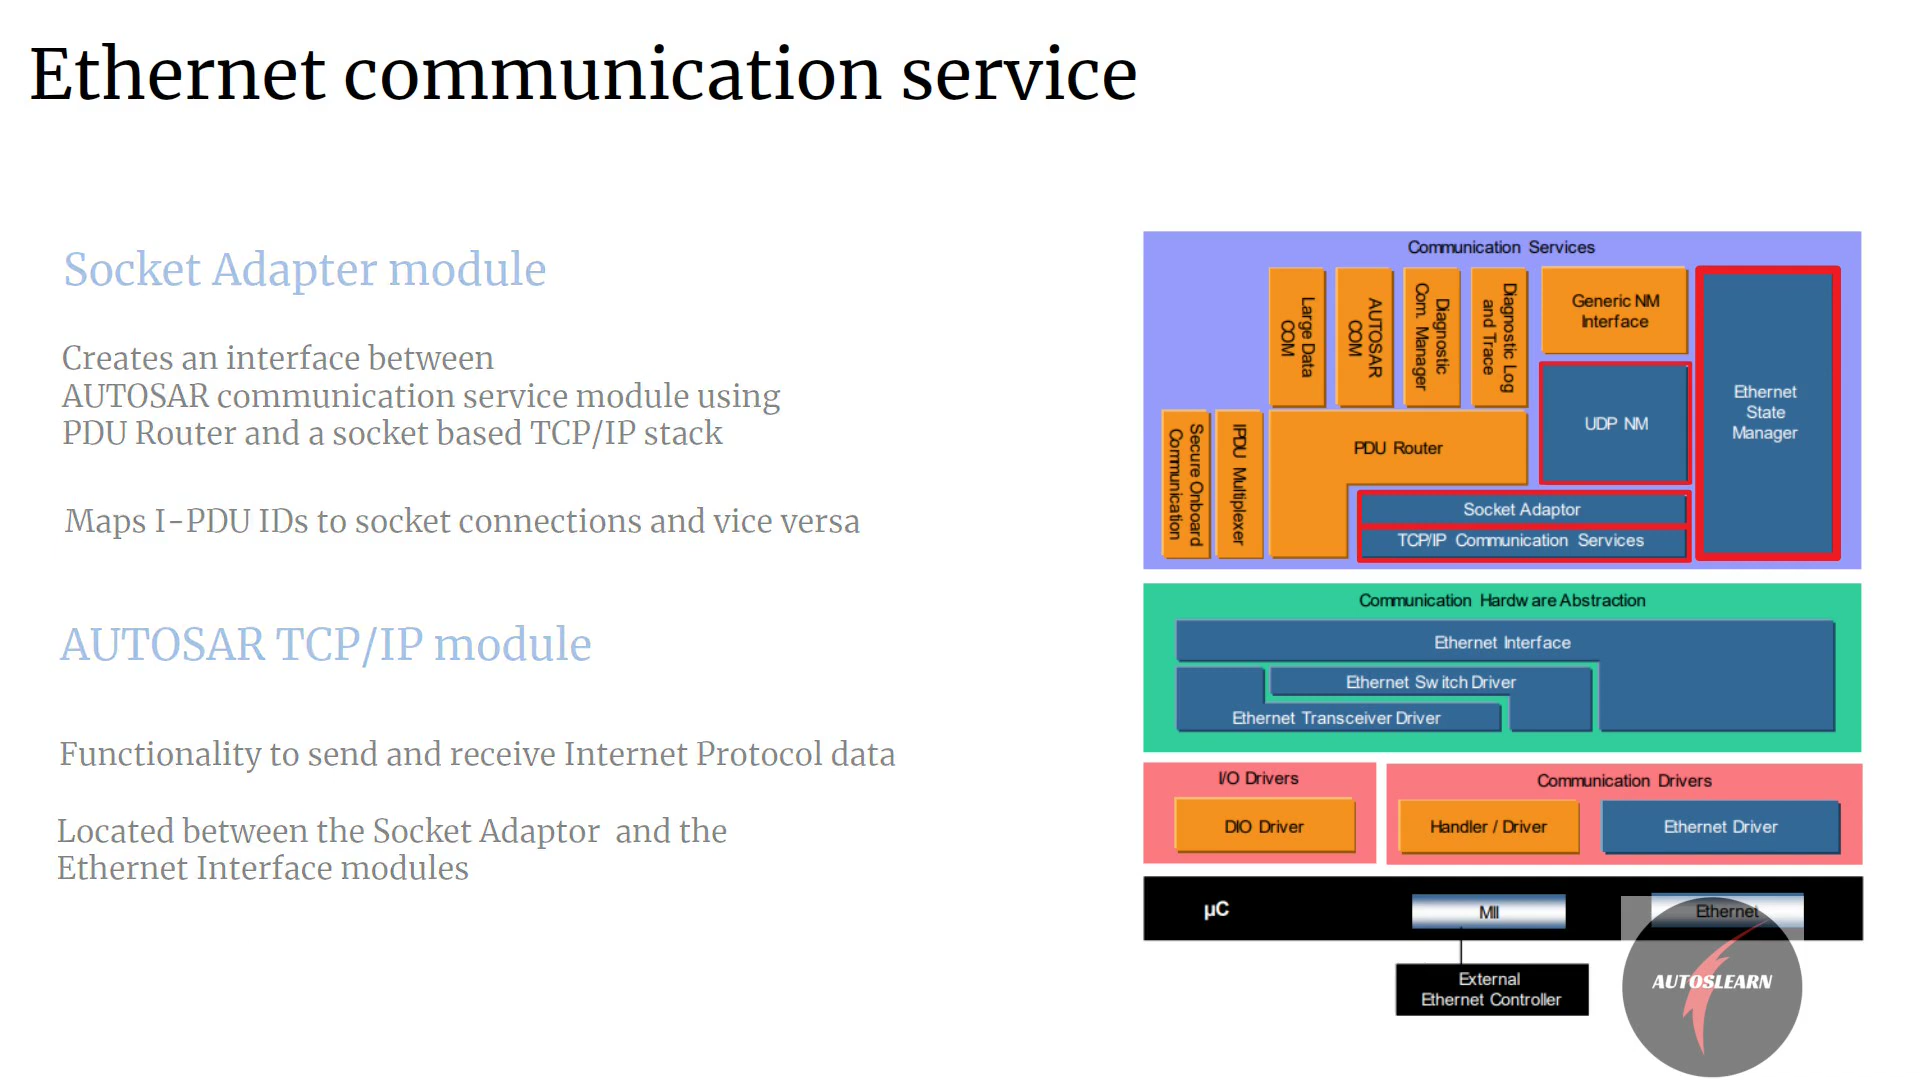 Ethernet communication service
Socket Adapter module
Creates an interface between
AUTOSAR communication service module using
PDU Router and a socket based TCP/IP stack
Maps I-PDU IDs to socket connections and vice versa
AUTOSAR TCP/IP module
Functionality to send and receive Internet Protocol data
Located between the Socket Adaptor and the
Ethernet Interface modules
Communication Services
Large Data
COM
AUTOSAR
COM
Diagnostic
Com. Manager
Diagnostic Log
and Trace
Generic NM
Interface
Ethernet
State
Manager
UDP NM
Secure Onboard
Communication
IPDU Multiplexer
PDU Router
Socket Adaptor
TCP/IP Communication Services
Communication Hardware Abstraction
Ethernet Interface
Ethernet Switch Driver
Ethernet Transceiver Driver
I/O Drivers
DIO Driver
Communication Drivers
Handler / Driver
Ethernet Driver
µC
MII
Ethernet
External
Ethernet Controller
AUTOSLEARN